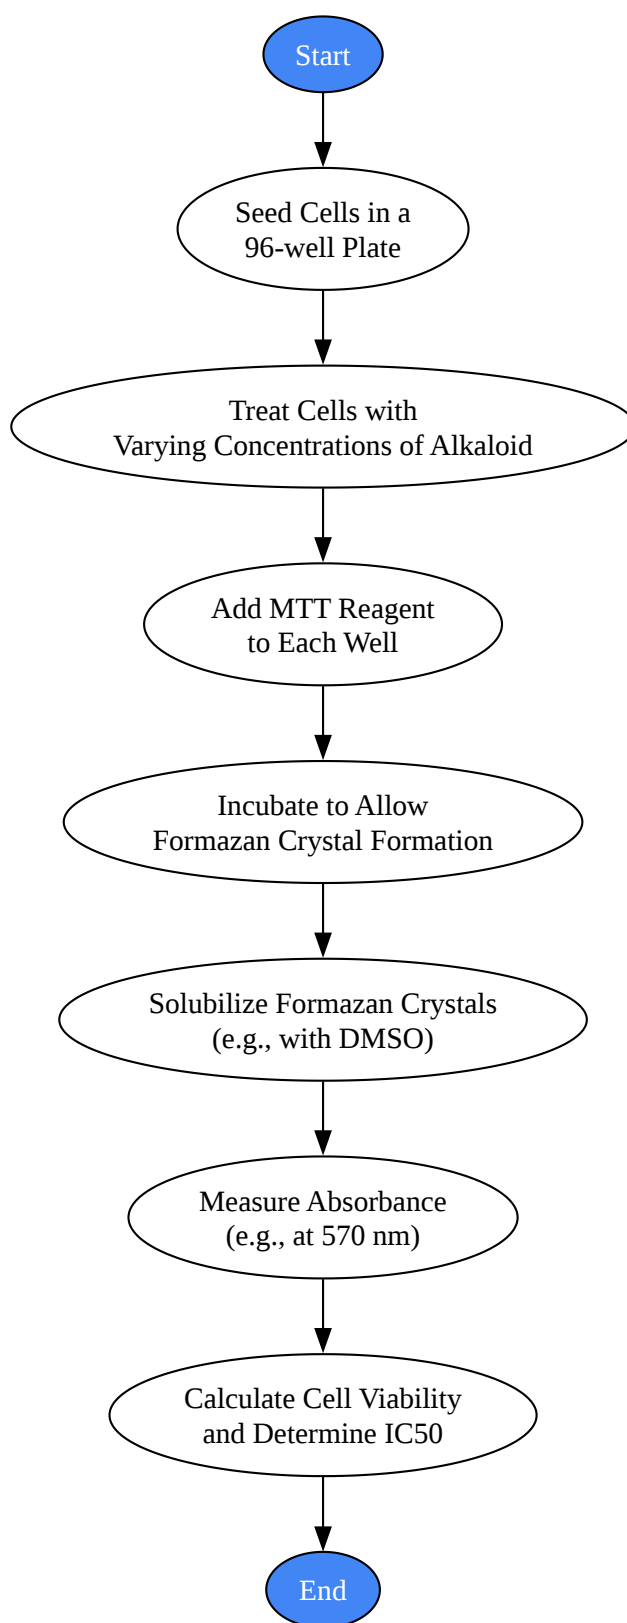 Start
Seed Cells in a
96-well Plate
Treat Cells with
Varying Concentrations of Alkaloid
Add MTT Reagent
to Each Well
Incubate to Allow
Formazan Crystal Formation
Solubilize Formazan Crystals
(e.g., with DMSO)
Measure Absorbance
(e.g., at 570 nm)
Calculate Cell Viability
and Determine IC50
End